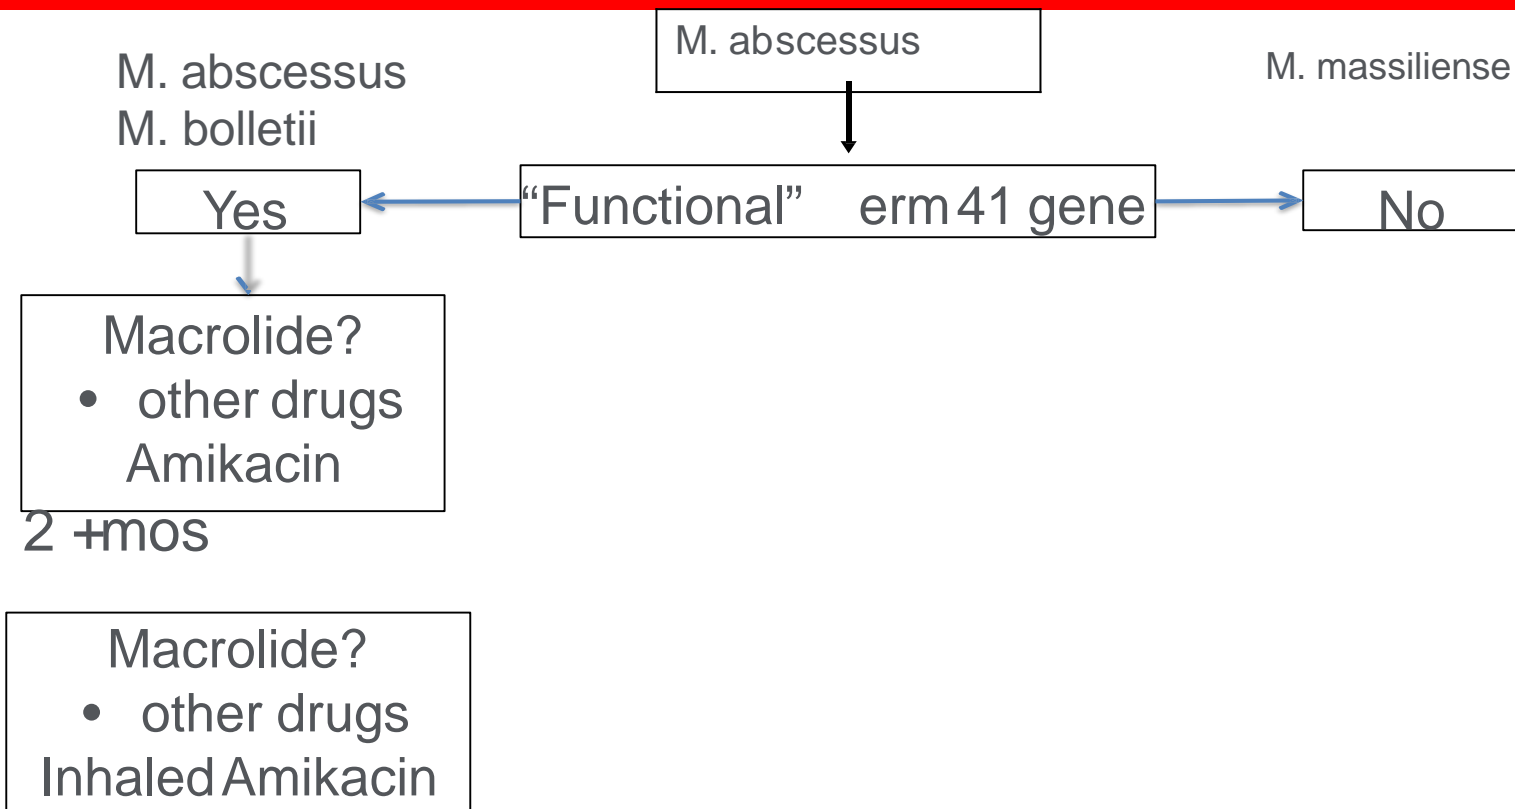 M. abscessus
M. abscessus
M. bolletii
M. massiliense
Yes
“Functional” erm 41 gene
No
Macrolide?
• other drugs
Amikacin
2 +mos
Macrolide?
• other drugs
Inhaled Amikacin